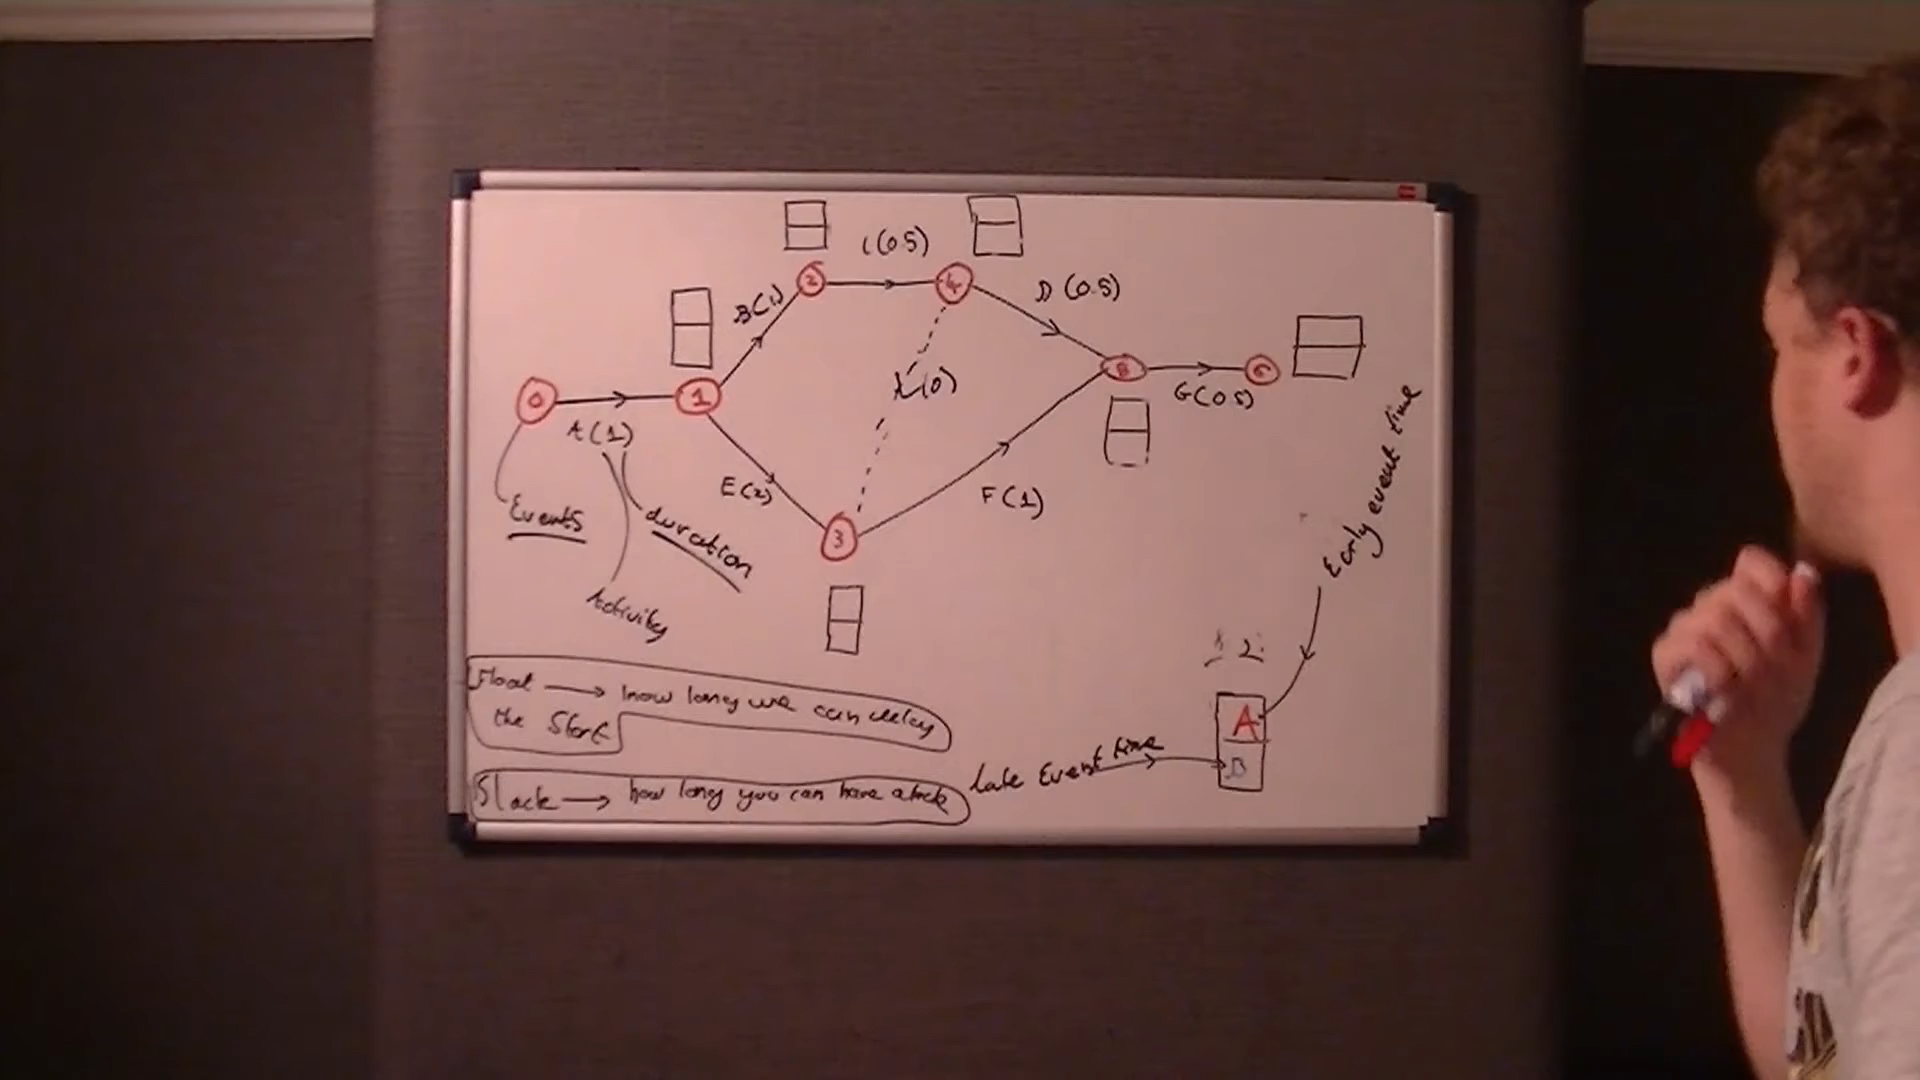 2
C(0.5)
4
D(0.5)
B(1)
0
1
5
6
A(1)
G(0.5)
(0)
E(2)
F(1)
3
Events
duration
Activity
Early event time
2
Float → how long we can delay
the start
A
B
Late Event time
Slack → how long you can have a